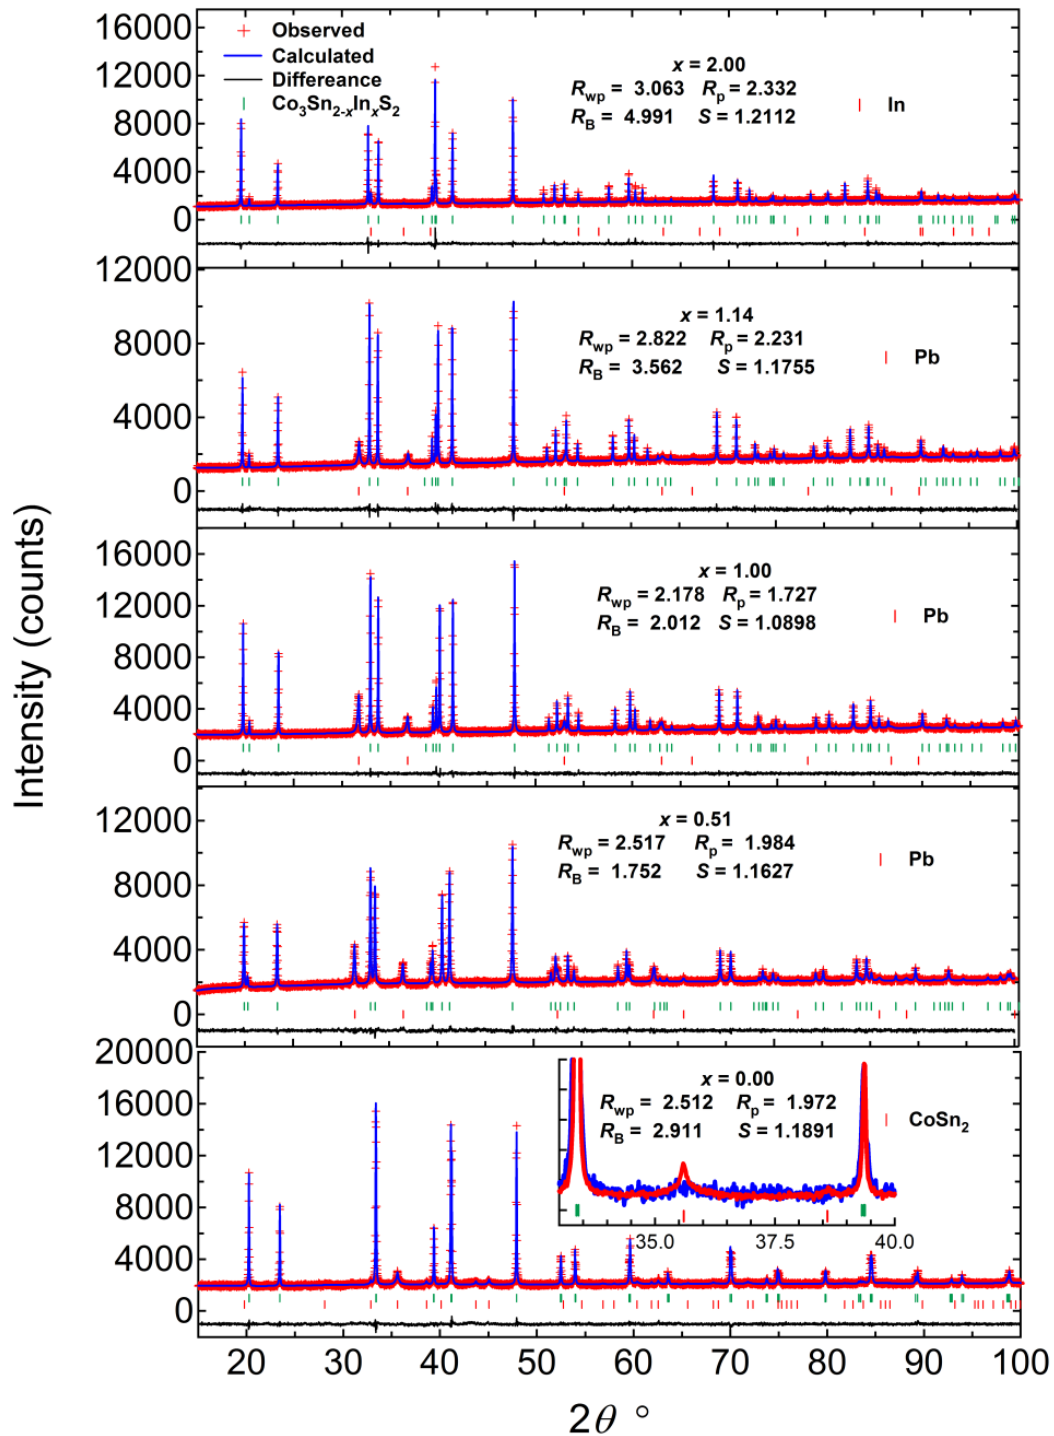 Intensity (counts)
16000
12000
8000
4000
0
Observed
Calculated
Differeance
Co3Sn2-xInxS2
x = 2.00
Rwp = 3.063 Rp = 2.332
RB = 4.991 S = 1.2112
In
12000
8000
4000
0
x = 1.14
Rwp = 2.822 Rp = 2.231
RB = 3.562 S = 1.1755
Pb
16000
12000
8000
4000
0
x = 1.00
Rwp = 2.178 Rp = 1.727
RB = 2.012 S = 1.0898
Pb
12000
8000
4000
0
x = 0.51
Rwp = 2.517 Rp = 1.984
RB = 1.752 S = 1.1627
Pb
20000
16000
12000
8000
4000
0
x = 0.00
Rwp = 2.512 Rp = 1.972
RB = 2.911 S = 1.1891
CoSn2
35.0 37.5 40.0
20 30 40 50 60 70 80 90 100
2θ °